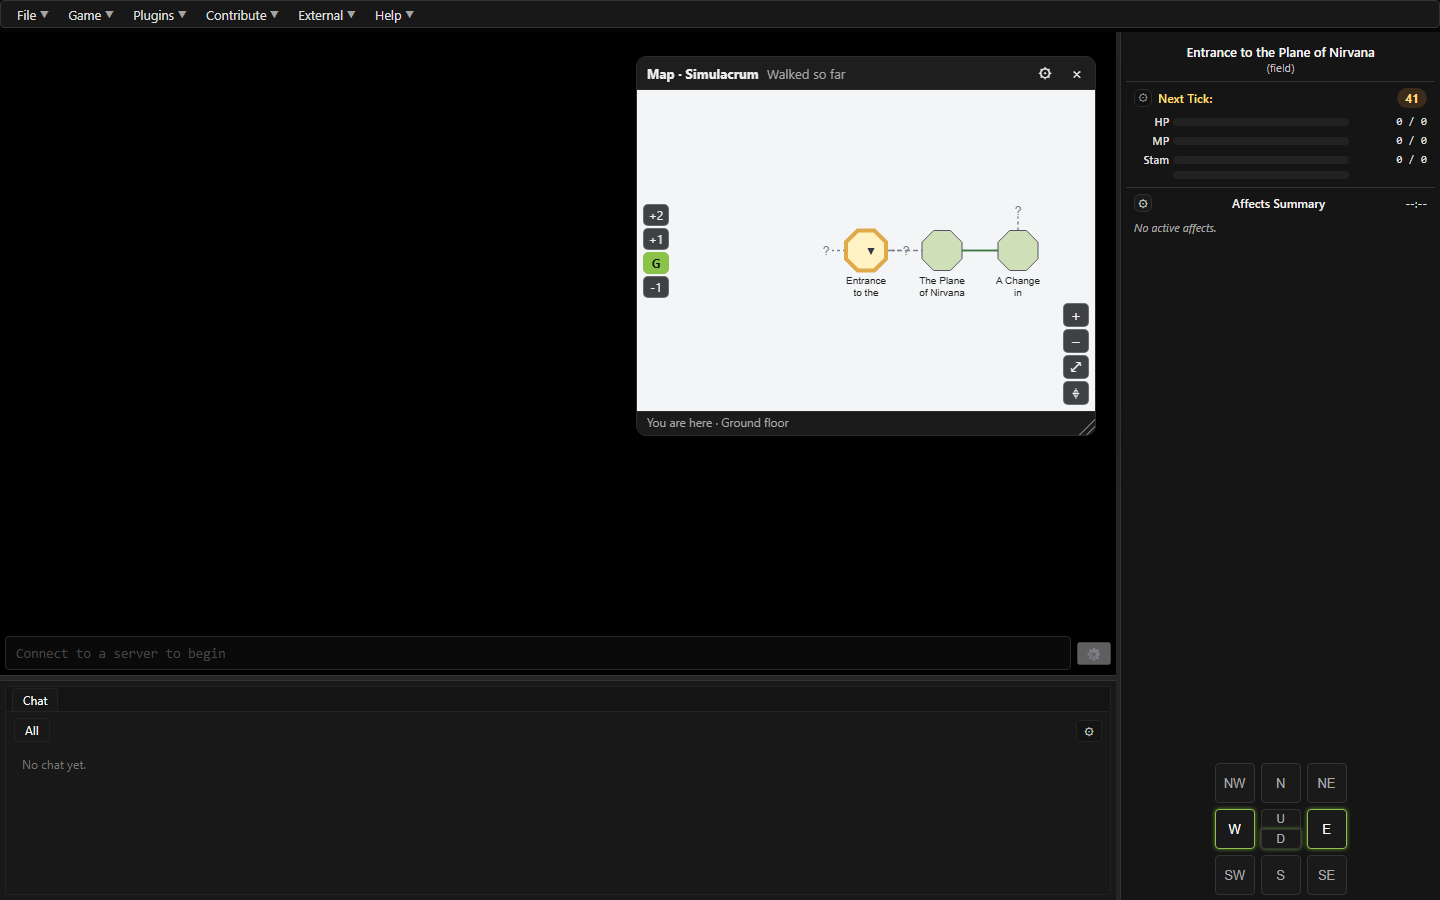 File ▼ Game ▼ Plugins ▼ Contribute ▼ External ▼ Help ▼
Map · Simulacrum Walked so far
×
+2
+1
G
-1
?
?
▼
?
Entrance
to the
The Plane
of Nirvana
A Change
in
+
–
You are here · Ground floor
Connect to a server to begin
Chat
All
No chat yet.
Entrance to the Plane of Nirvana
(field)
Next Tick: 41
HP 0 / 0
MP 0 / 0
Stam 0 / 0
Affects Summary --:--
No active affects.
NW N NE
W U E
D
SW S SE